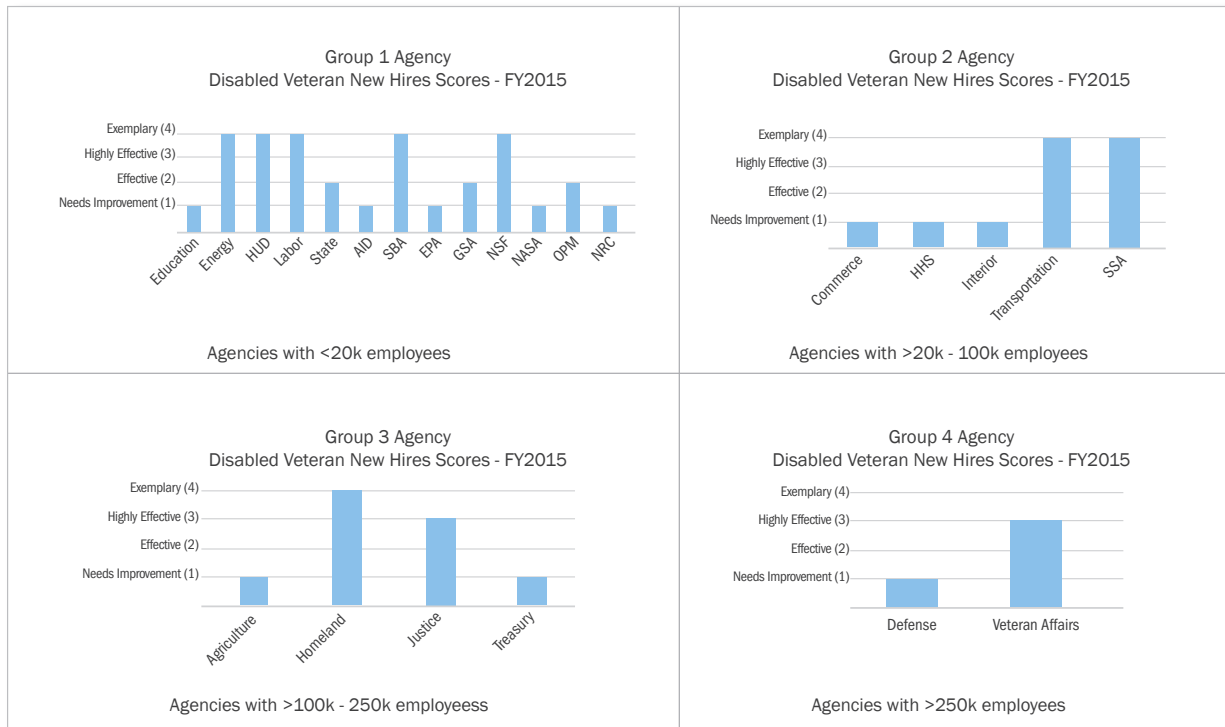 Group 1 Agency
Disabled Veteran New Hires Scores - FY2015
Exemplary (4)
Highly Effective (3)
Effective (2)
Needs Improvement (1)
Education
Energy
HUD
Labor
State
AID
SBA
EPA
GSA
NSF
NASA
OPM
NRC
Agencies with <20k employees
Group 2 Agency
Disabled Veteran New Hires Scores - FY2015
Exemplary (4)
Highly Effective (3)
Effective (2)
Needs Improvement (1)
Commerce
HHS
Interior
Transportation
SSA
Agencies with >20k - 100k employees
Group 3 Agency
Disabled Veteran New Hires Scores - FY2015
Exemplary (4)
Highly Effective (3)
Effective (2)
Needs Improvement (1)
Agriculture
Homeland
Justice
Treasury
Agencies with >100k - 250k employeess
Group 4 Agency
Disabled Veteran New Hires Scores - FY2015
Exemplary (4)
Highly Effective (3)
Effective (2)
Needs Improvement (1)
Defense
Veteran Affairs
Agencies with >250k employees